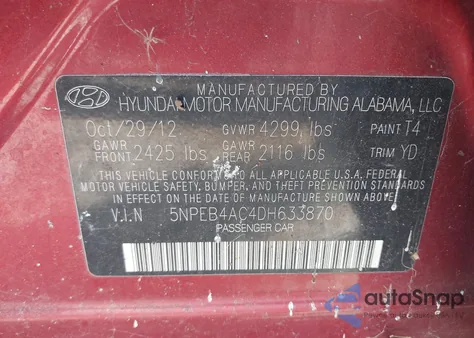 MANUFACTURED BY
HYUNDAI MOTOR MANUFACTURING ALABAMA, LLC
Oct/29/12 GVWR 4299 lbs PAINT T4
GAWR FRONT 2425 lbs GAWR REAR 2116 lbs TRIM YD
THIS VEHICLE CONFORMS TO ALL APPLICABLE U.S.A. FEDERAL
MOTOR VEHICLE SAFETY, BUMPER, AND THEFT PREVENTION STANDARDS
IN EFFECT ON THE DATE OF MANUFACTURE SHOWN ABOVE.
V.I.N 5NPEB4AC4DH633870
PASSENGER CAR
autoSnap